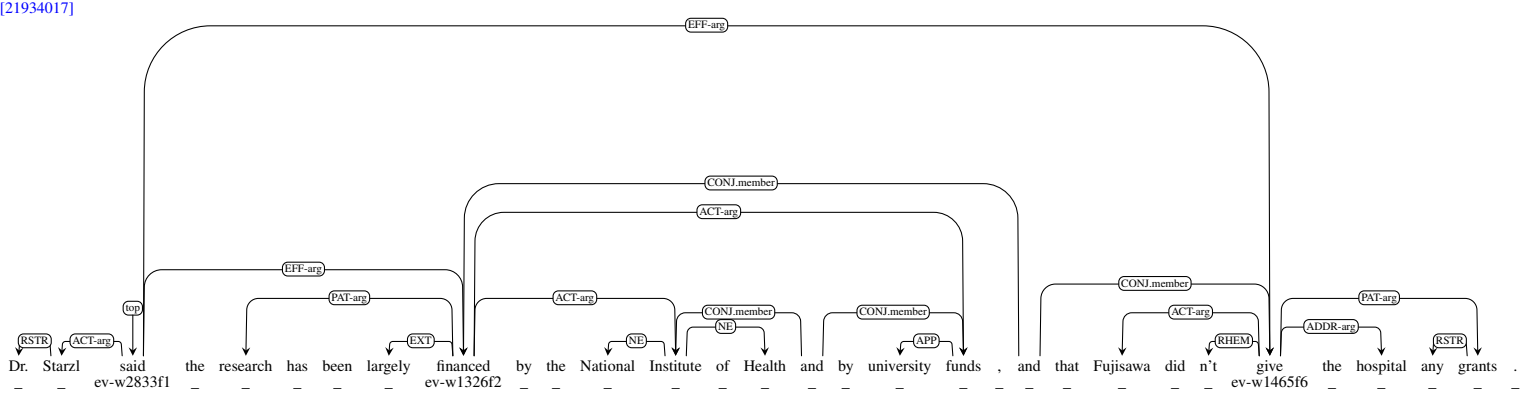 [21934017]
EFF-arg
CONJ.member
ACT-arg
EFF-arg
CONJ.member
top PAT-arg ACT-arg CONJ.member CONJ.member ACT-arg PAT-arg
NE ADDR-arg
RSTR ACT-arg EXT NE APP RHEM RSTR
Dr. Starzl said the research has been largely financed by the National Institute of Health and by university funds , and that Fujisawa did n't give the hospital any grants .
_ _ ev-w2833f1 _ _ _ _ _ ev-w1326f2 _ _ _ _ _ _ _ _ _ _ _ _ _ _ _ _ ev-w1465f6 _ _ _ _ _